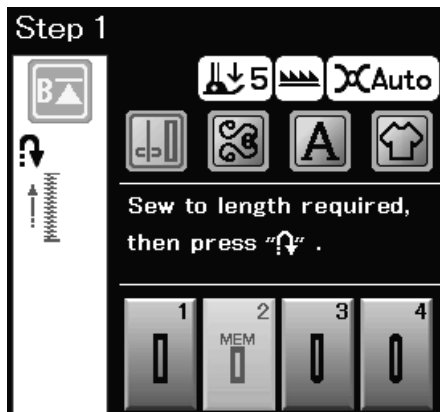 Step 1
B
5
Auto
A
Sew to length required,
then press “ ” .
1
2
3
4
MEM